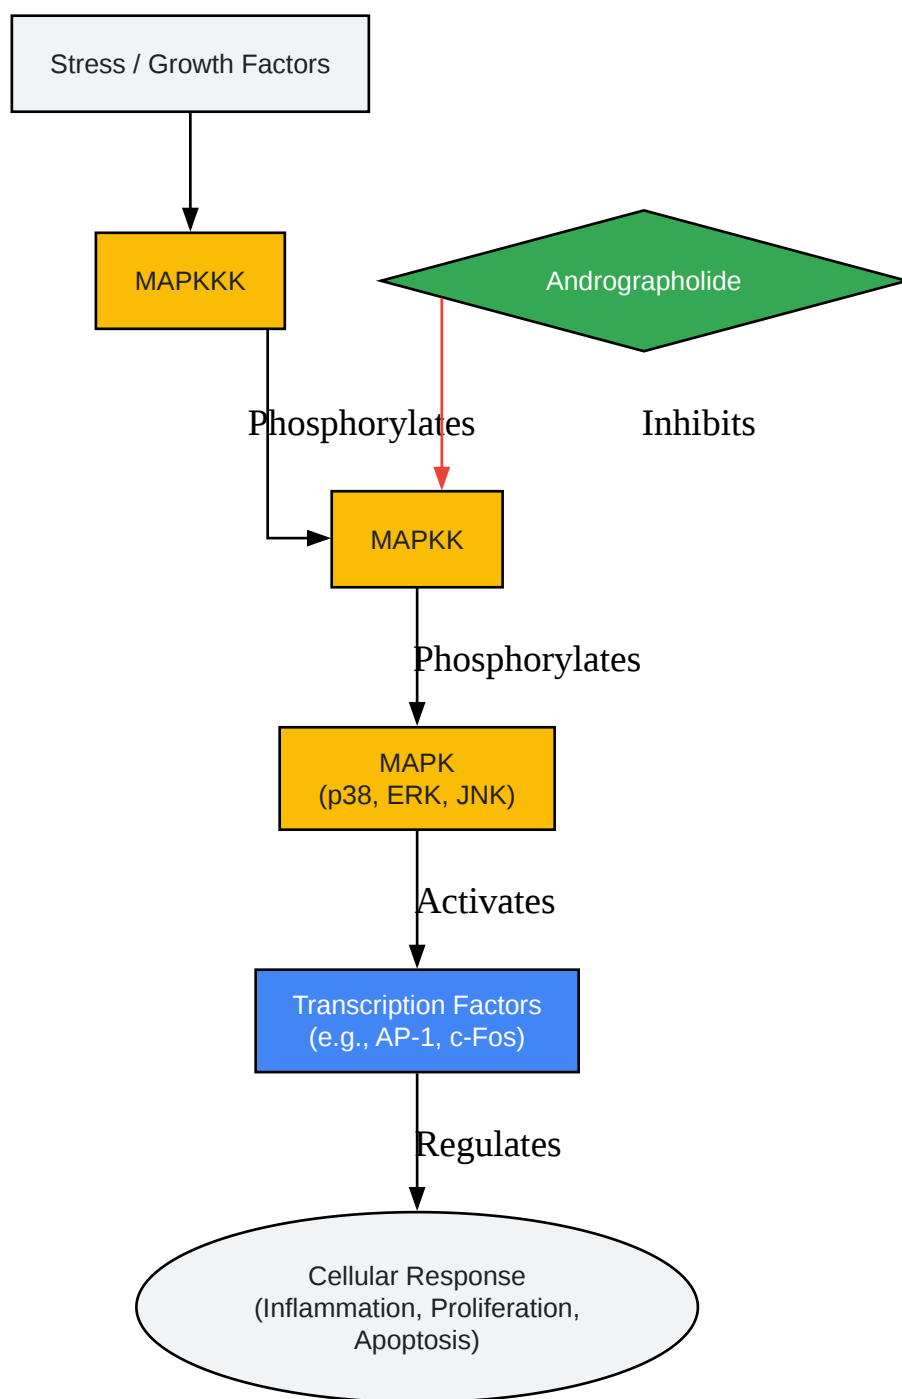 Stress / Growth Factors
MAPKKK
Andrographolide
Phosphorylates
Inhibits
MAPKK
Phosphorylates
MAPK
(p38, ERK, JNK)
Activates
Transcription Factors
(e.g., AP-1, c-Fos)
Regulates
Cellular Response
(Inflammation, Proliferation,
Apoptosis)